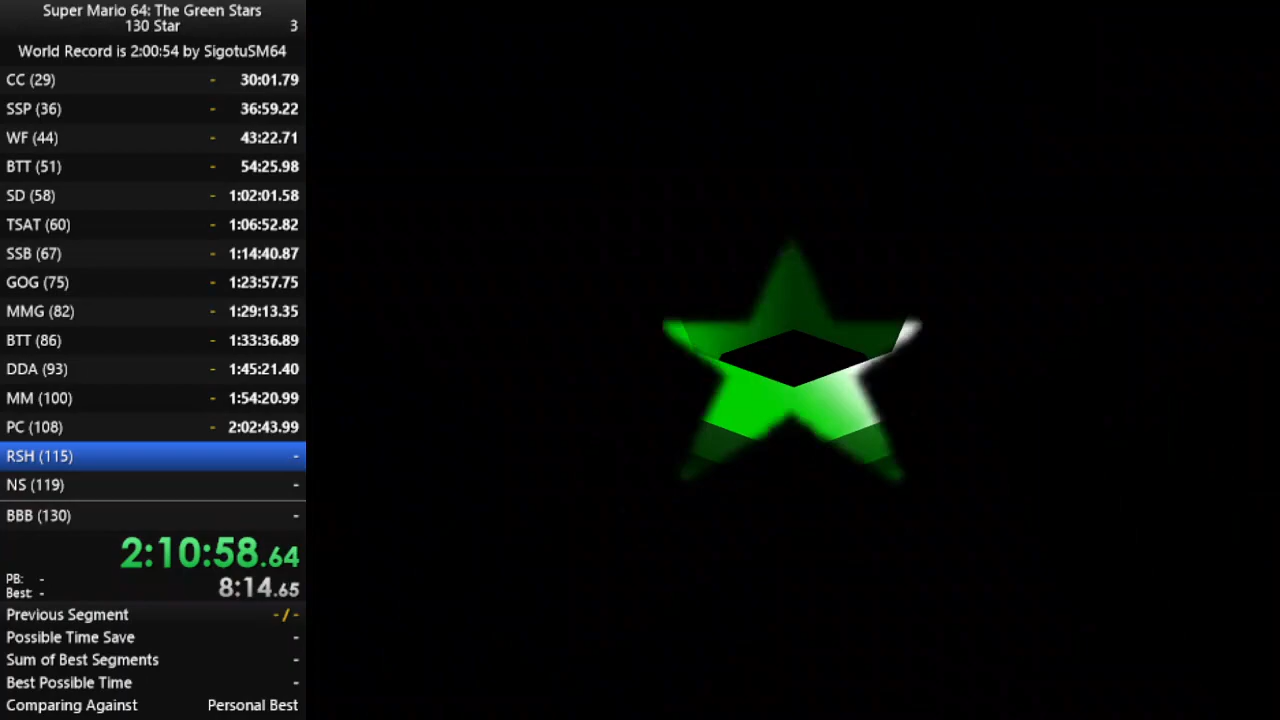 Super Mario 64: The Green Stars
130 Star 3
World Record is 2:00:54 by SigotuSM64
CC (29) - 30:01.79
SSP (36) - 36:59.22
WF (44) - 43:22.71
BTT (51) - 54:25.98
SD (58) - 1:02:01.58
TSAT (60) - 1:06:52.82
SSB (67) - 1:14:40.87
GOG (75) - 1:23:57.75
MMG (82) - 1:29:13.35
BTT (86) - 1:33:36.89
DDA (93) - 1:45:21.40
MM (100) - 1:54:20.99
PC (108) - 2:02:43.99
RSH (115) -
NS (119) -
BBB (130) -
2:10:58.64
PB: -
Best: - 8:14.65
Previous Segment - / -
Possible Time Save -
Sum of Best Segments -
Best Possible Time -
Comparing Against Personal Best